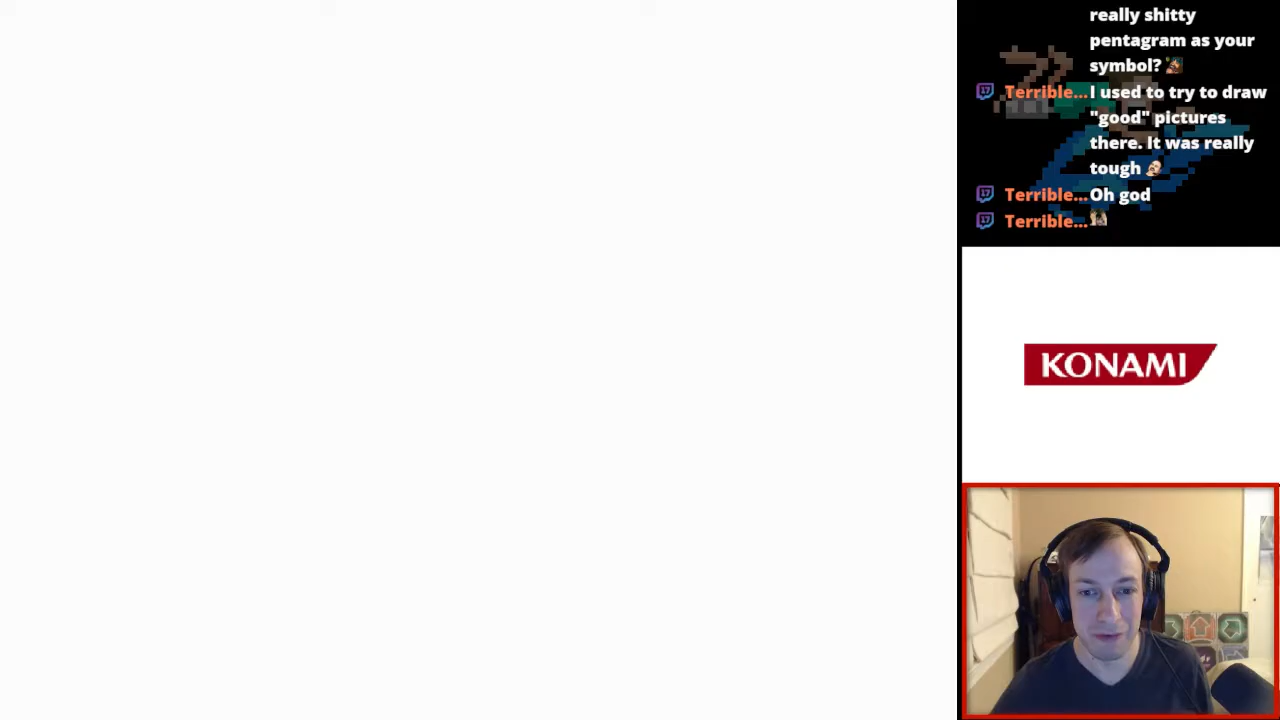 really shitty
pentagram as your
symbol?
Terrible... I used to try to draw
"good" pictures
there. It was really
tough
Terrible... Oh god
Terrible...
KONAMI